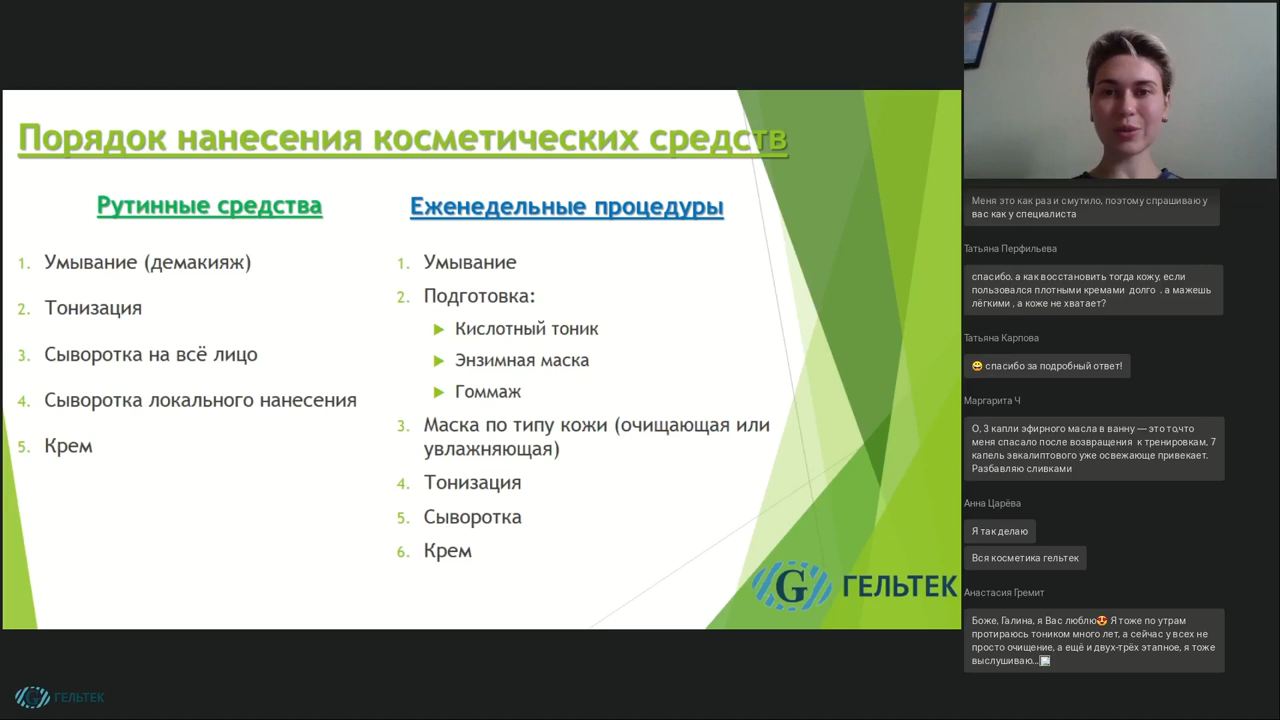 Порядок нанесения косметических средств
Рутинные средства
1. Умывание (демакияж)
2. Тонизация
3. Сыворотка на всё лицо
4. Сыворотка локального нанесения
5. Крем
Еженедельные процедуры
1. Умывание
2. Подготовка:
Кислотный тоник
Энзимная маска
Гоммаж
3. Маска по типу кожи (очищающая или
увлажняющая)
4. Тонизация
5. Сыворотка
6. Крем
G ГЕЛЬТЕК
G ГЕЛЬТЕК
Меня это как раз и смутило, поэтому спрашиваю у
вас как у специалиста
Татьяна Перфильева
спасибо. а как восстановить тогда кожу, если
пользовался плотными кремами долго . а мажешь
лёгкими , а коже не хватает?
Татьяна Карпова
😀 спасибо за подробный ответ!
Маргарита Ч
О, 3 капли эфирного масла в ванну — это то,что
меня спасало после возвращения к тренировкам, 7
капель эвкалиптового уже освежающе привекает.
Разбавляю сливками
Анна Царёва
Я так делаю
Вся косметика гельтек
Анастасия Гремит
Боже, Галина, я Вас люблю😍 Я тоже по утрам
протираюсь тоником много лет, а сейчас у всех не
просто очищение, а ещё и двух-трёх этапное, я тоже
выслушиваю...